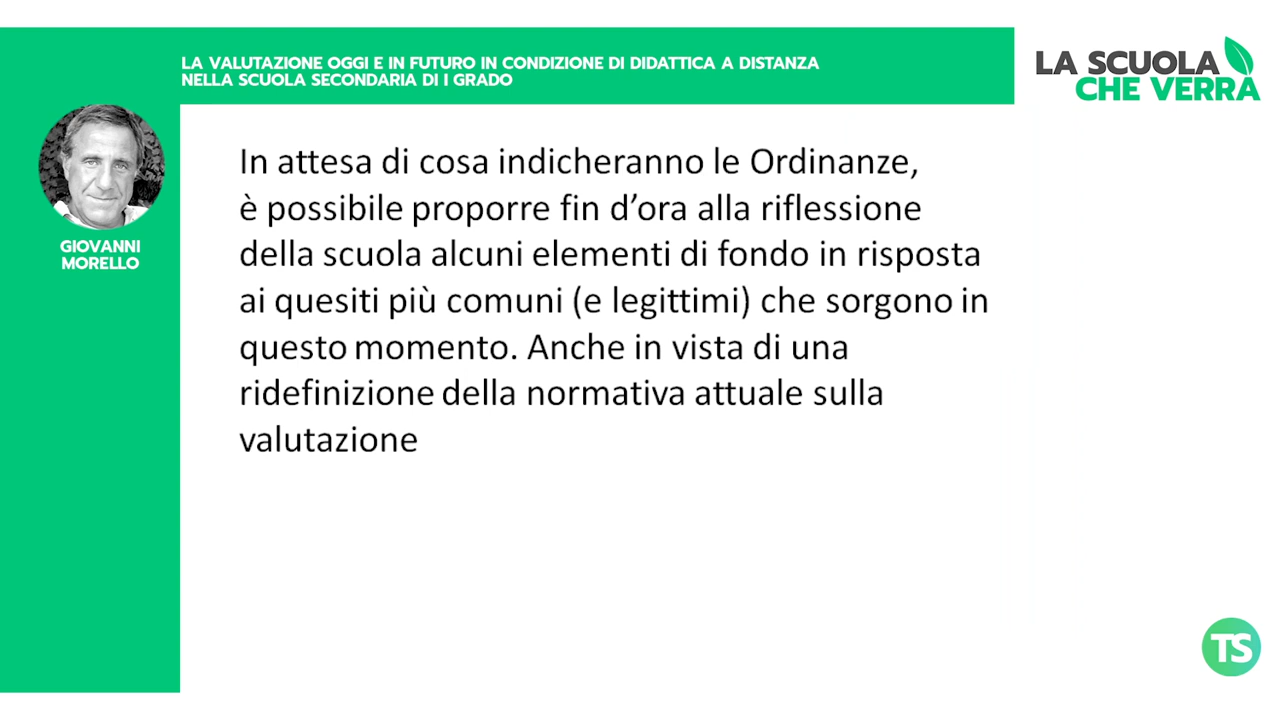 LA VALUTAZIONE OGGI E IN FUTURO IN CONDIZIONE DI DIDATTICA A DISTANZA
NELLA SCUOLA SECONDARIA DI I GRADO
LA SCUOLA
CHE VERRÀ
GIOVANNI
MORELLO
In attesa di cosa indicheranno le Ordinanze,
è possibile proporre fin d’ora alla riflessione
della scuola alcuni elementi di fondo in risposta
ai quesiti più comuni (e legittimi) che sorgono in
questo momento. Anche in vista di una
ridefinizione della normativa attuale sulla
valutazione
TS